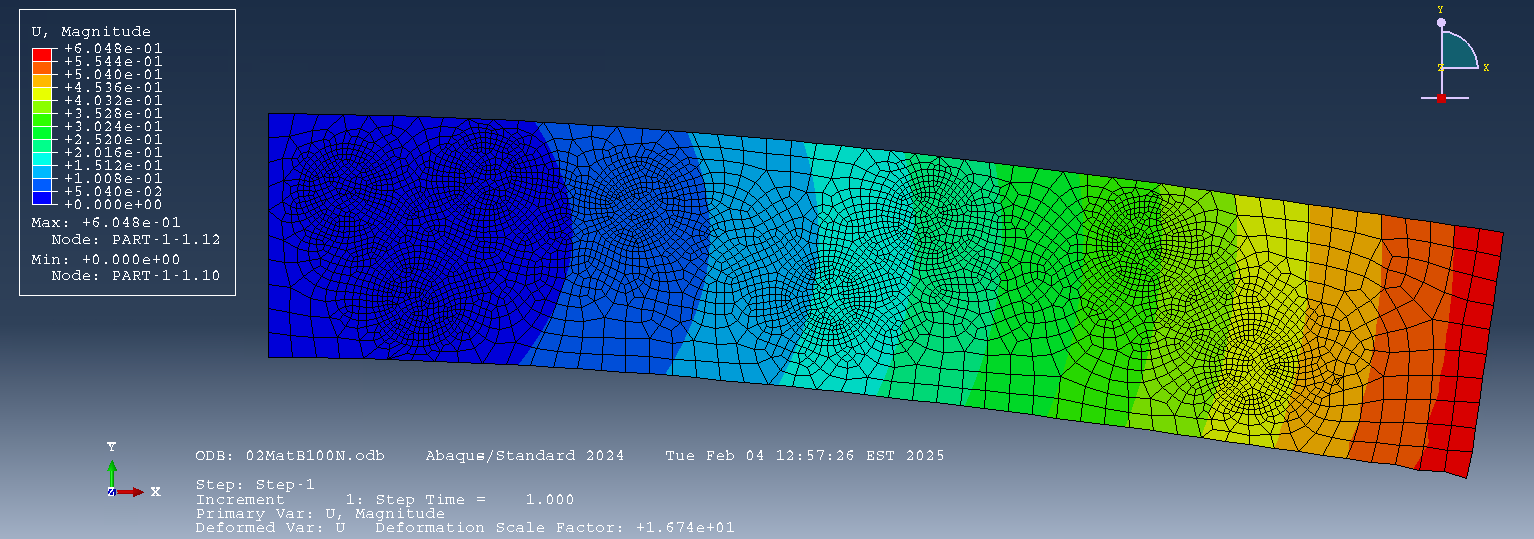 U, Magnitude
+6.048e-01
+5.544e-01
+5.040e-01
+4.536e-01
+4.032e-01
+3.528e-01
+3.024e-01
+2.520e-01
+2.016e-01
+1.512e-01
+1.008e-01
+5.040e-02
+0.000e+00
Max: +6.048e-01
Node: PART-1-1.12
Min: +0.000e+00
Node: PART-1-1.10
Y
Z
X
Y
Z
X
ODB: 02MatB100N.odb    Abaqus/Standard 2024    Tue Feb 04 12:57:26 EST 2025
Step: Step-1
Increment      1: Step Time =    1.000
Primary Var: U, Magnitude
Deformed Var: U   Deformation Scale Factor: +1.674e+01